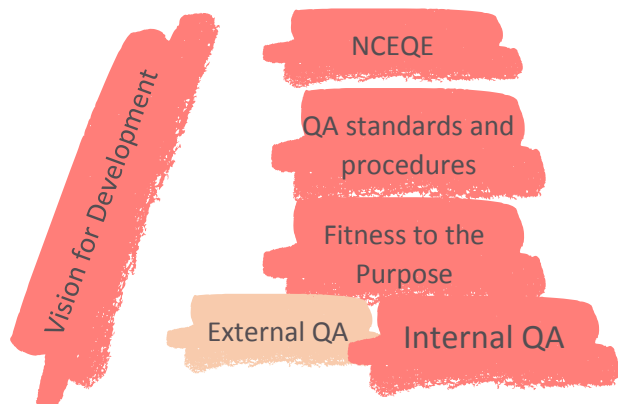 Vision for Development
NCEQE
QA standards and
procedures
Fitness to the
Purpose
External QA
Internal QA